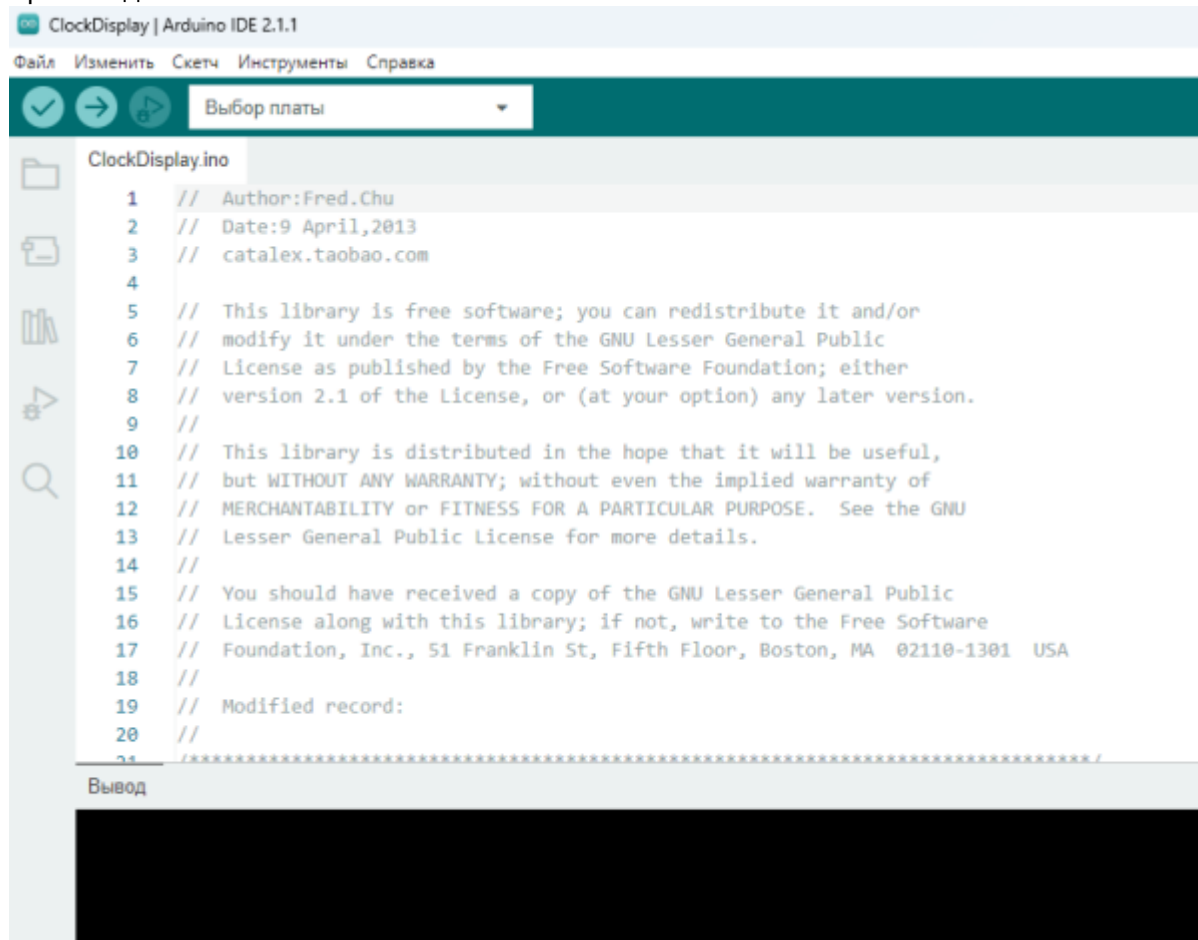 ClockDisplay | Arduino IDE 2.1.1
Файл Изменить Скетч Инструменты Справка
Выбор платы
ClockDisplay.ino
1 // Author:Fred.Chu
2 // Date:9 April,2013
3 // catalex.taobao.com
4
5 // This library is free software; you can redistribute it and/or
6 // modify it under the terms of the GNU Lesser General Public
7 // License as published by the Free Software Foundation; either
8 // version 2.1 of the License, or (at your option) any later version.
9 //
10 // This library is distributed in the hope that it will be useful,
11 // but WITHOUT ANY WARRANTY; without even the implied warranty of
12 // MERCHANTABILITY or FITNESS FOR A PARTICULAR PURPOSE.  See the GNU
13 // Lesser General Public License for more details.
14 //
15 // You should have received a copy of the GNU Lesser General Public
16 // License along with this library; if not, write to the Free Software
17 // Foundation, Inc., 51 Franklin St, Fifth Floor, Boston, MA  02110-1301  USA
18 //
19 // Modified record:
20 //
21 /*******************************************************************************/
Вывод